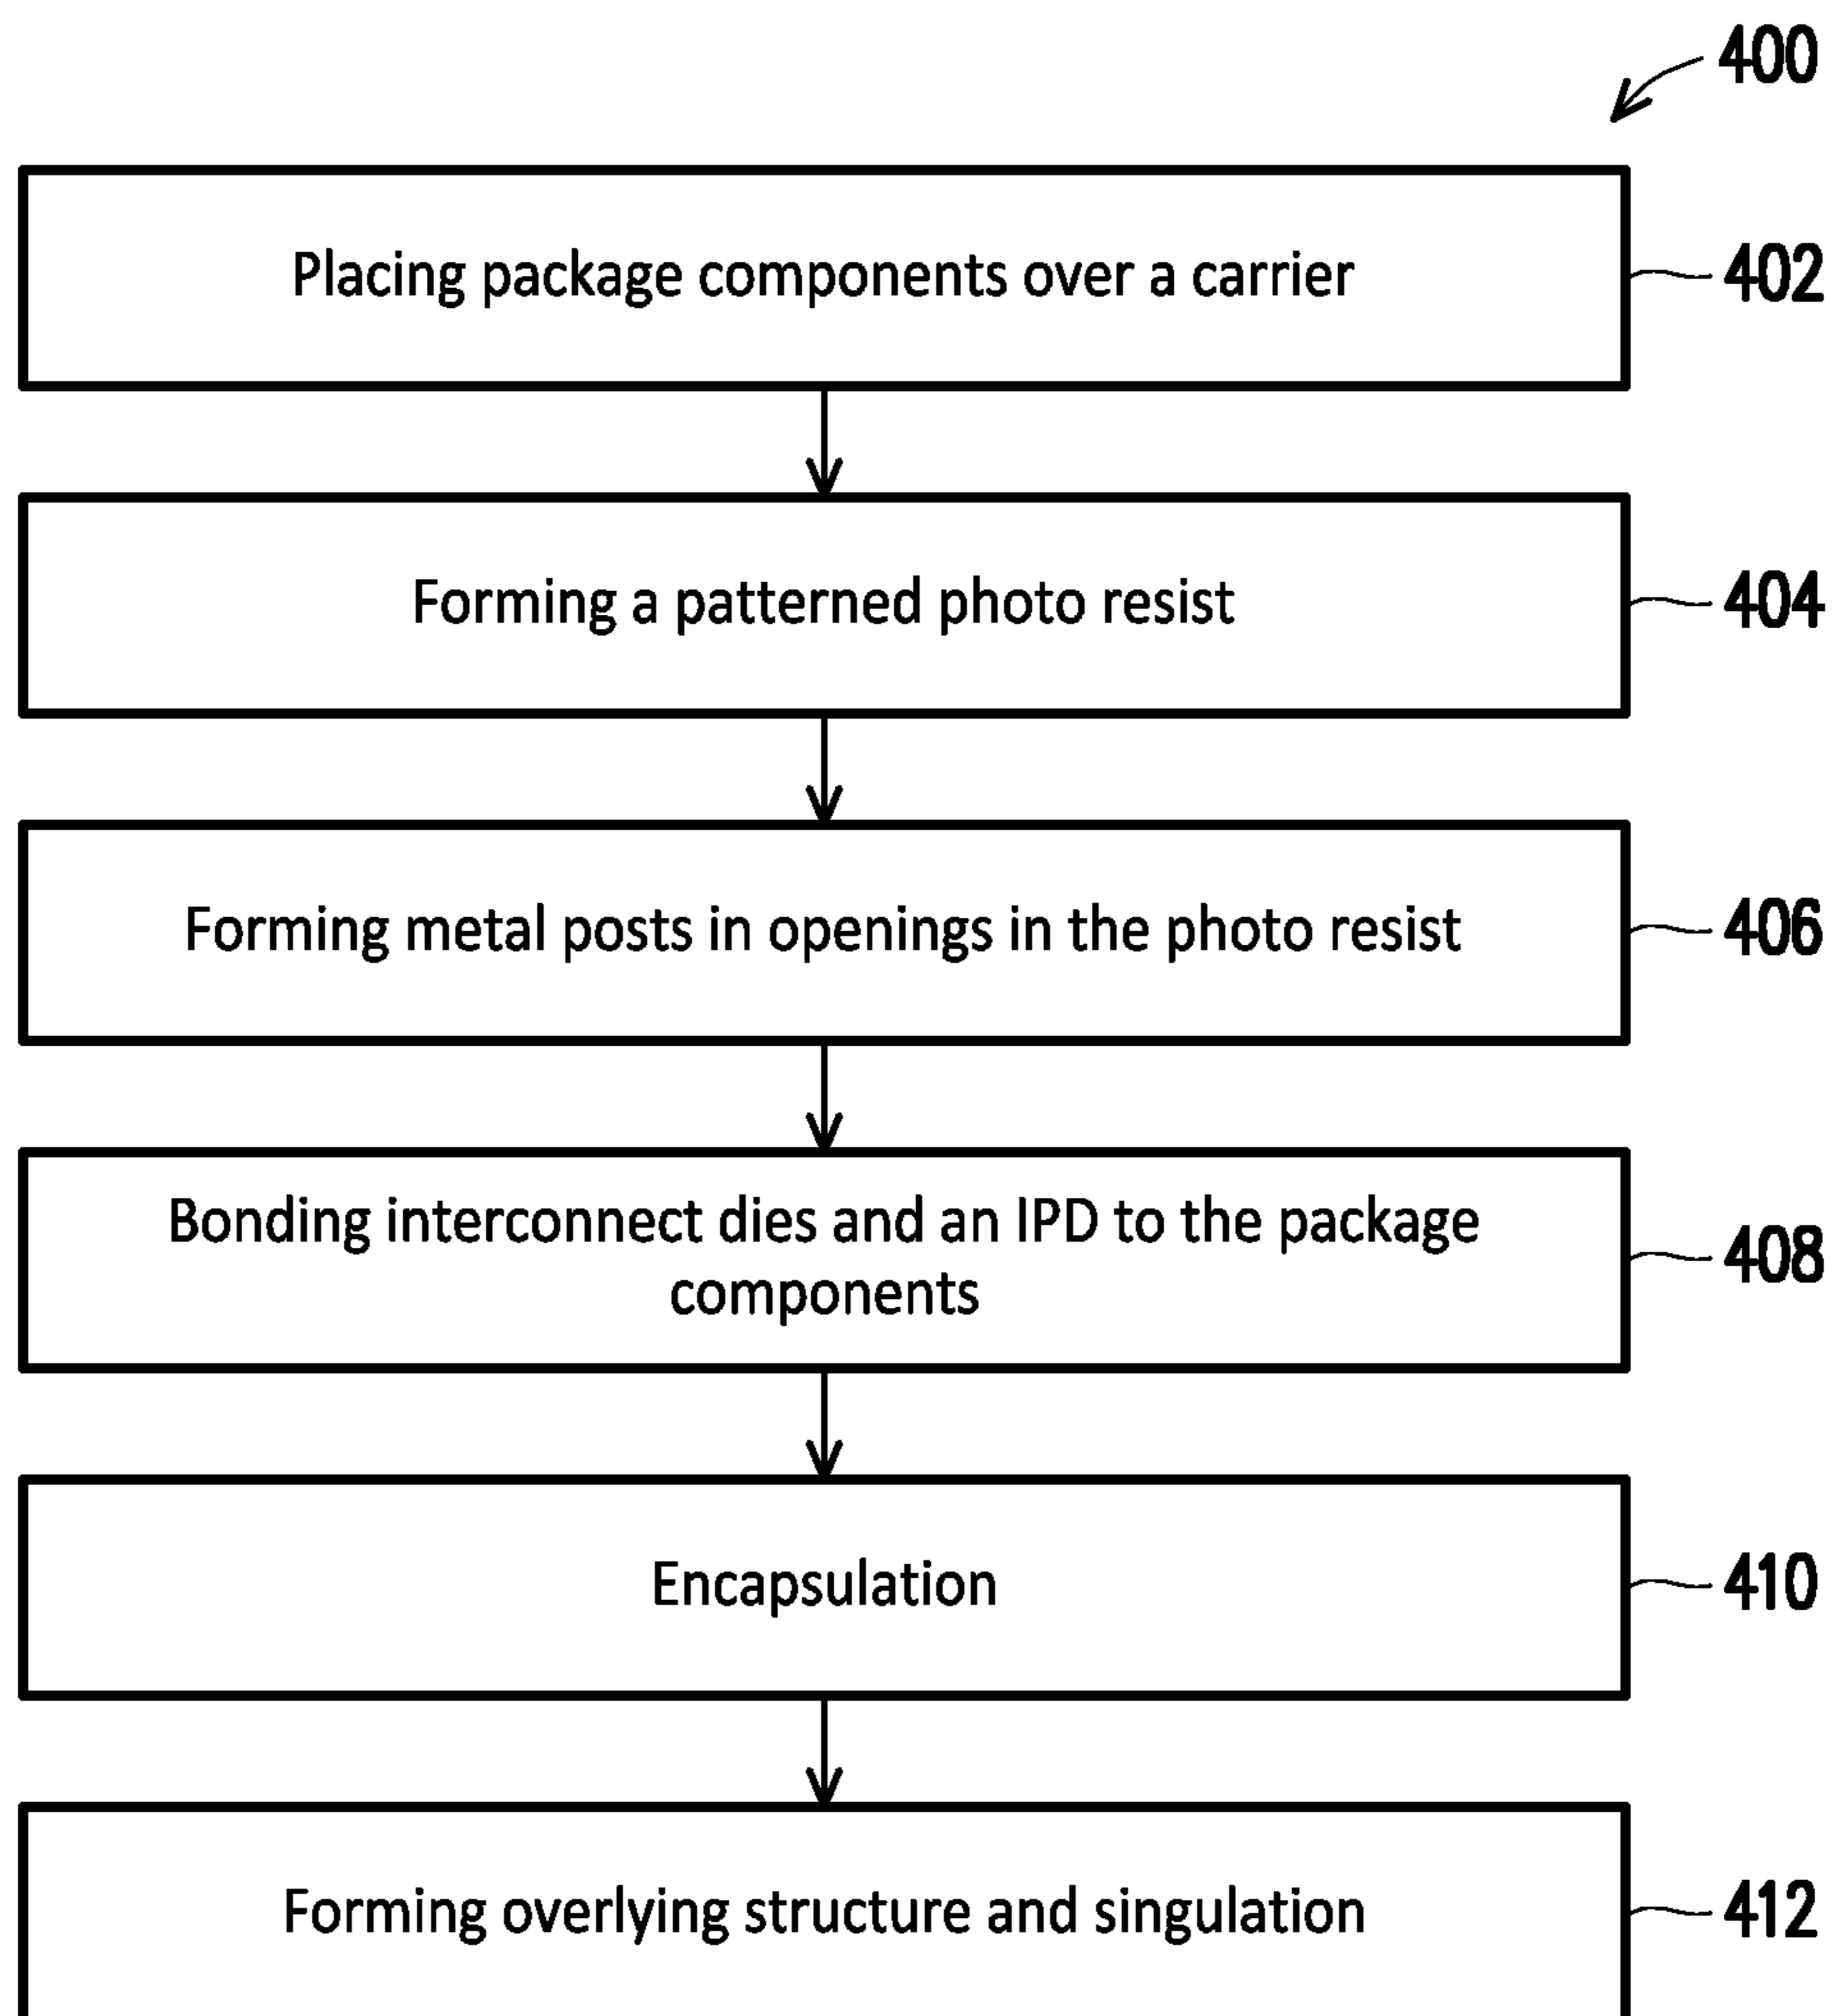 400
Placing package components over a carrier
402
Forming a patterned photo resist
404
Forming metal posts in openings in the photo resist
406
Bonding interconnect dies and an IPD to the package
components
408
Encapsulation
410
Forming overlying structure and singulation
412